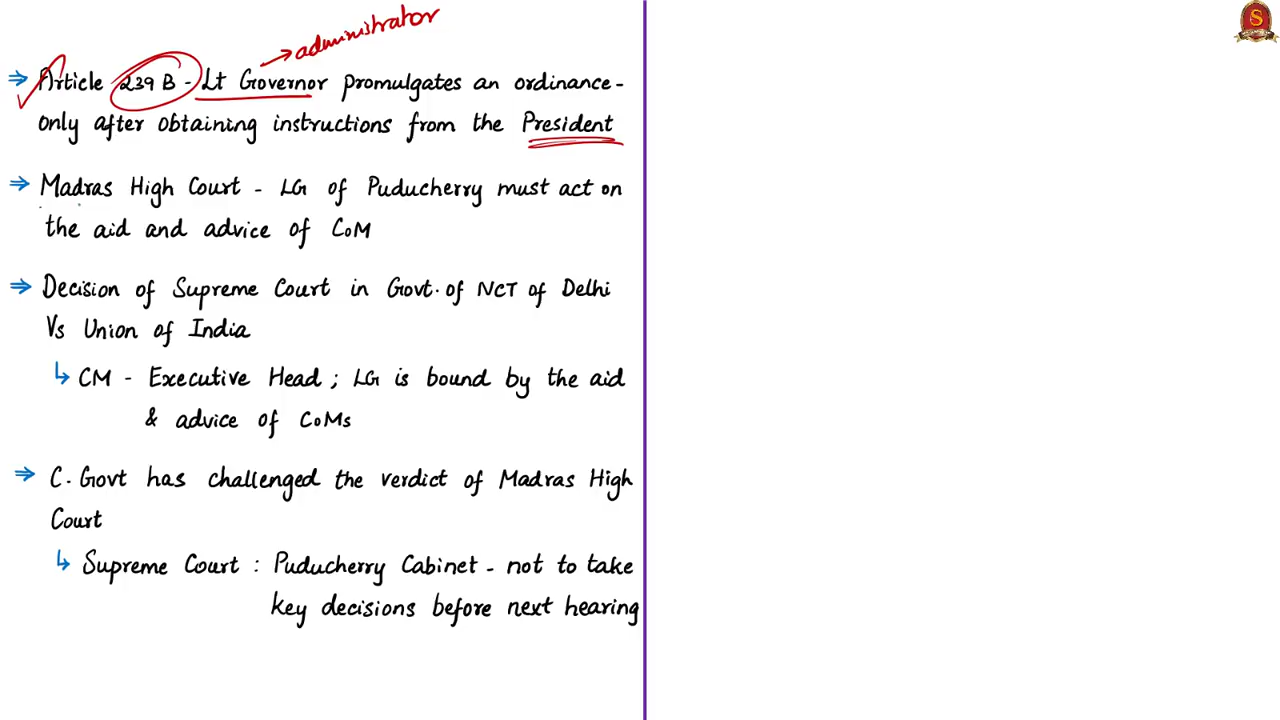 → administrator
⇒ Article 239 B - Lt Governor promulgates an ordinance -
only after obtaining instructions from the President
⇒ Madras High Court - LG of Puducherry must act on
the aid and advice of CoM
⇒ Decision of Supreme Court in Govt. of NCT of Delhi
Vs Union of India
↳ CM - Executive Head ; LG is bound by the aid
& advice of CoMs
⇒ C. Govt has challenged the verdict of Madras High
Court
↳ Supreme Court : Puducherry Cabinet - not to take
key decisions before next hearing
S